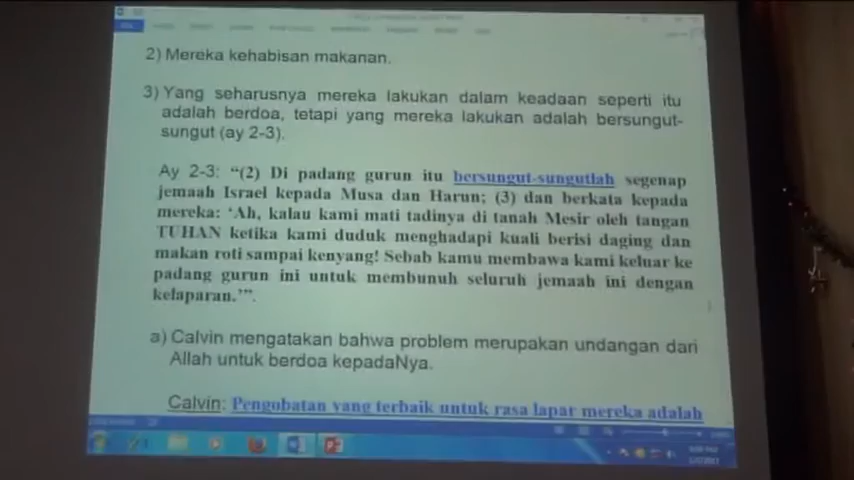 2) Mereka kehabisan makanan.
3) Yang seharusnya mereka lakukan dalam keadaan seperti itu
adalah berdoa, tetapi yang mereka lakukan adalah bersungut-
sungut (ay 2-3).
Ay 2-3: “(2) Di padang gurun itu bersungut-sungutlah segenap
jemaah Israel kepada Musa dan Harun; (3) dan berkata kepada
mereka: ‘Ah, kalau kami mati tadinya di tanah Mesir oleh tangan
TUHAN ketika kami duduk menghadapi kuali berisi daging dan
makan roti sampai kenyang! Sebab kamu membawa kami keluar ke
padang gurun ini untuk membunuh seluruh jemaah ini dengan
kelaparan.’”.
a) Calvin mengatakan bahwa problem merupakan undangan dari
Allah untuk berdoa kepadaNya.
Calvin: Pengobatan yang terbaik untuk rasa lapar mereka adalah